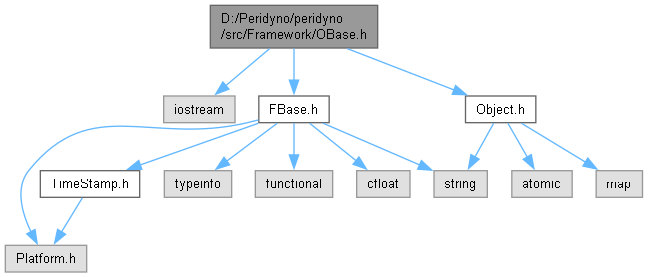 D:/Peridyno/peridyno
/src/Framework/OBase.h
iostream
FBase.h
Object.h
TimeStamp.h
typeinfo
functional
cfloat
string
atomic
map
Platform.h